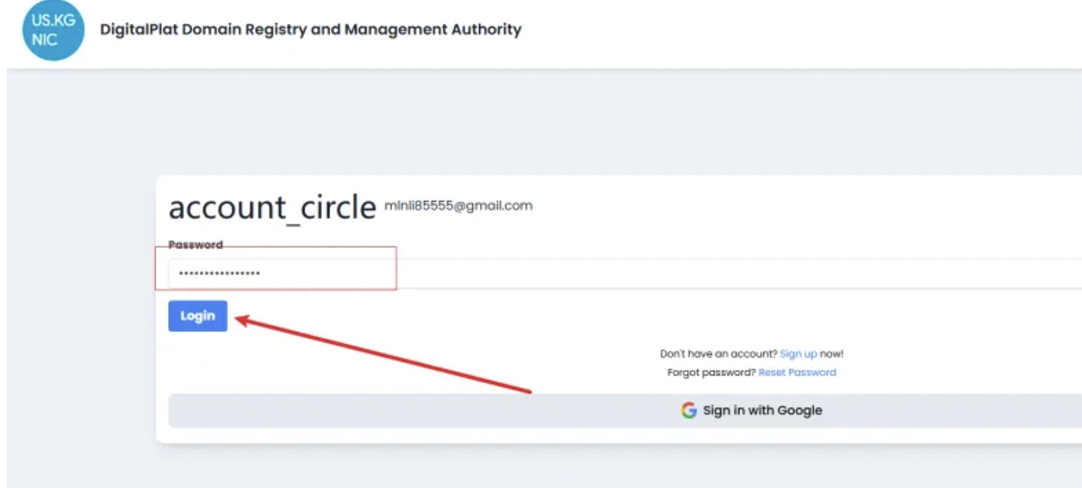 US.KG
NIC
DigitalPlat Domain Registry and Management Authority
account_circle mlnli85555@gmail.com
Password
••••••••••••••••
Login
Don't have an account? Sign up now!
Forgot password? Reset Password
Sign in with Google